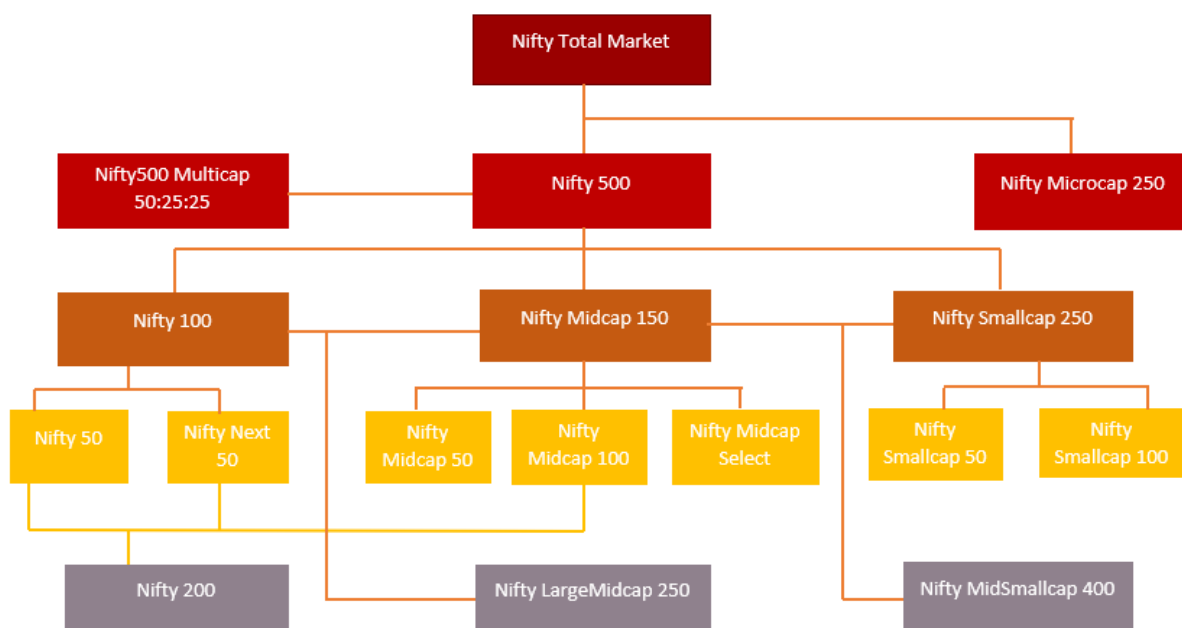 Nifty Total Market
Nifty500 Multicap
50:25:25
Nifty 500
Nifty Microcap 250
Nifty 100
Nifty Midcap 150
Nifty Smallcap 250
Nifty 50
Nifty Next
50
Nifty
Midcap 50
Nifty
Midcap 100
Nifty Midcap
Select
Nifty
Smallcap 50
Nifty
Smallcap 100
Nifty 200
Nifty LargeMidcap 250
Nifty MidSmallcap 400